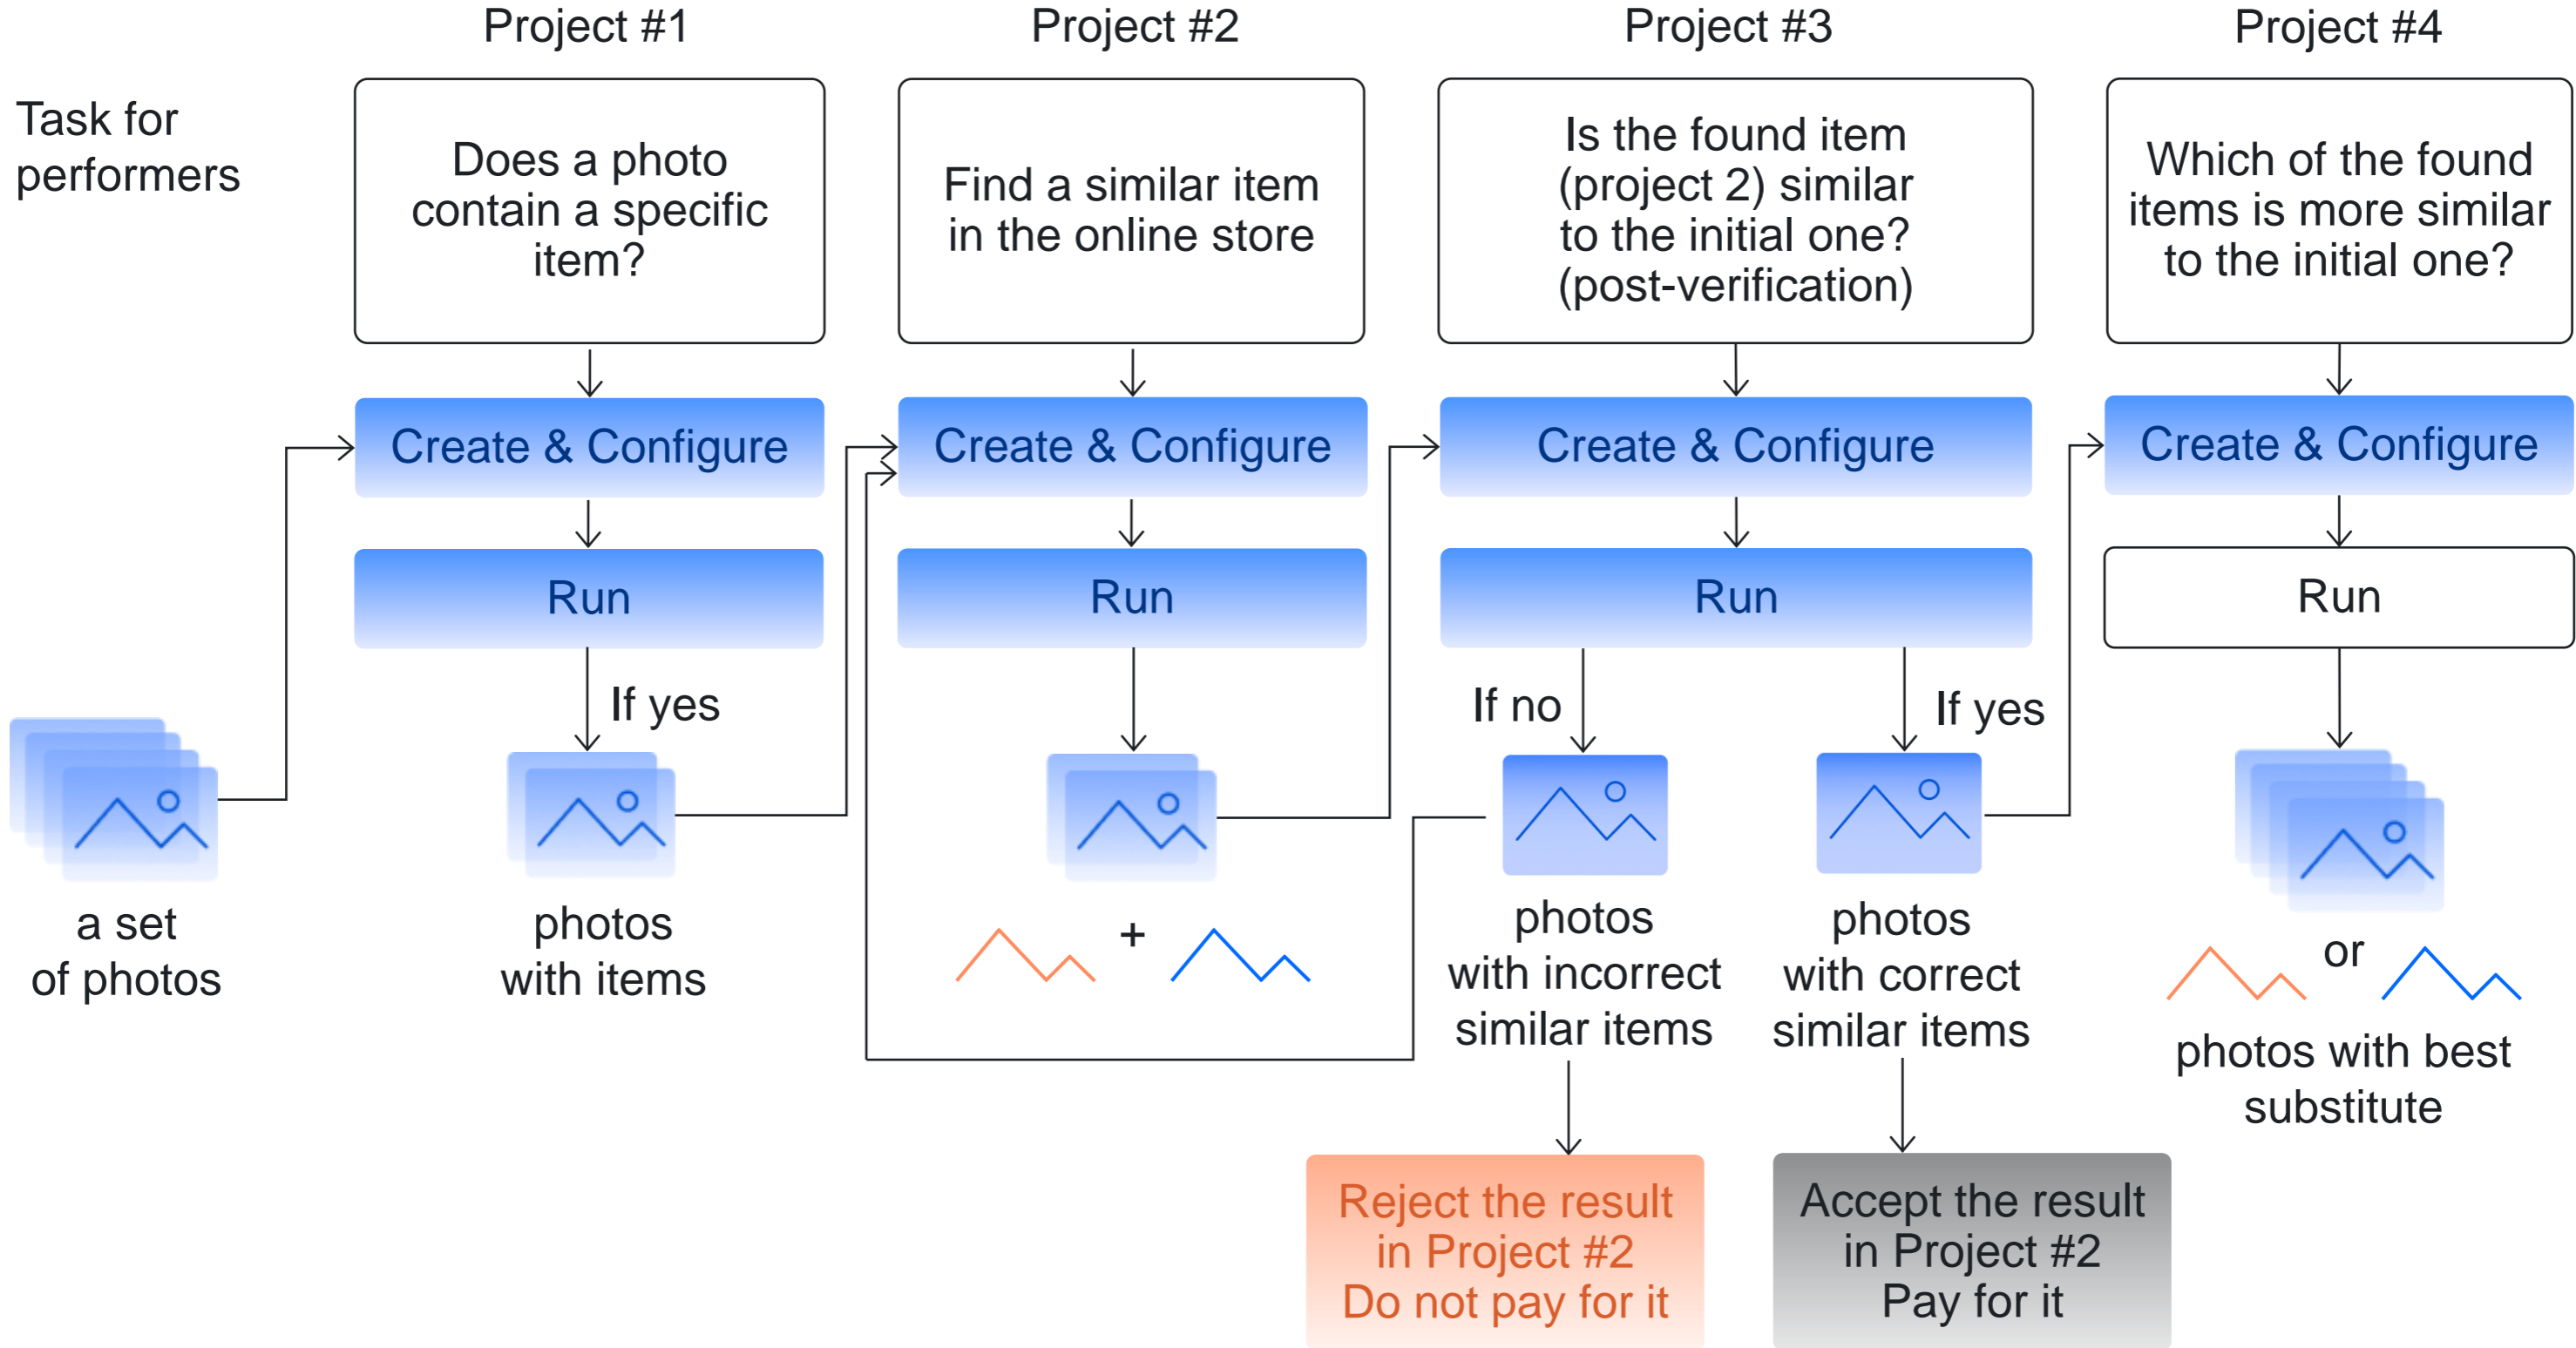 Project #1
Project #2
Project #3
Project #4
Task for
performers
Does a photo
contain a specific
item?
Find a similar item
in the online store
Is the found item
(project 2) similar
to the initial one?
(post-verification)
Which of the found
items is more similar
to the initial one?
Create & Configure
Create & Configure
Create & Configure
Create & Configure
Run
Run
Run
Run
If yes
If no
If yes
a set
of photos
photos
with items
+
photos
with incorrect
similar items
photos
with correct
similar items
or
photos with best
substitute
Reject the result
in Project #2
Do not pay for it
Accept the result
in Project #2
Pay for it